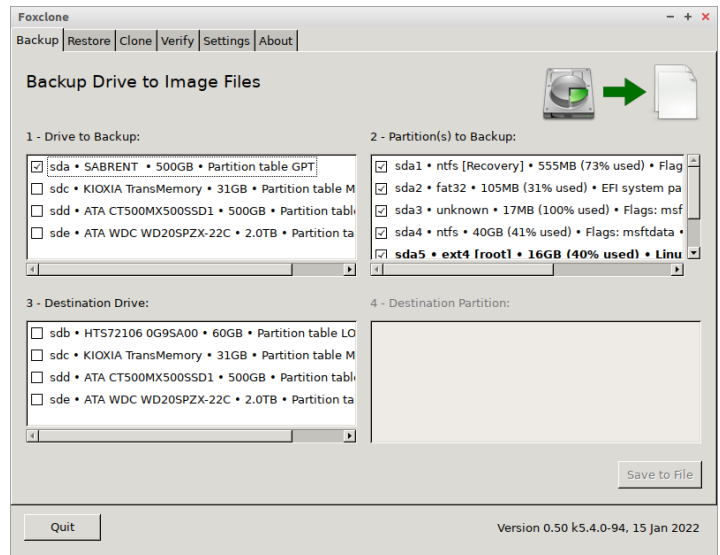 Foxclone
Backup Restore Clone Verify Settings About
Backup Drive to Image Files
1 - Drive to Backup:
sda • SABRENT • 500GB • Partition table GPT
sdc • KIOXIA TransMemory • 31GB • Partition table M
sdd • ATA CT500MX500SSD1 • 500GB • Partition tabl
sde • ATA WDC WD20SPZX-22C • 2.0TB • Partition ta
2 - Partition(s) to Backup:
sda1 • ntfs [Recovery] • 555MB (73% used) • Flag
sda2 • fat32 • 105MB (31% used) • EFI system pa
sda3 • unknown • 17MB (100% used) • Flags: msf
sda4 • ntfs • 40GB (41% used) • Flags: msftdata •
sda5 • ext4 [root] • 16GB (40% used) • Linu
3 - Destination Drive:
sdb • HTS72106 0G9SA00 • 60GB • Partition table LO
sdc • KIOXIA TransMemory • 31GB • Partition table M
sdd • ATA CT500MX500SSD1 • 500GB • Partition tabl
sde • ATA WDC WD20SPZX-22C • 2.0TB • Partition ta
4 - Destination Partition:
Save to File
Quit
Version 0.50 k5.4.0-94, 15 Jan 2022